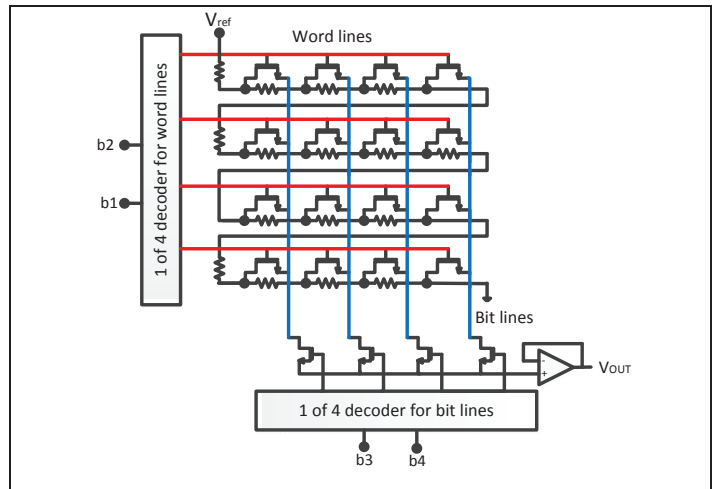 Vref
Word lines
1 of 4 decoder for word lines
b2
b1
Bit lines
-
+
VOUT
1 of 4 decoder for bit lines
b3
b4